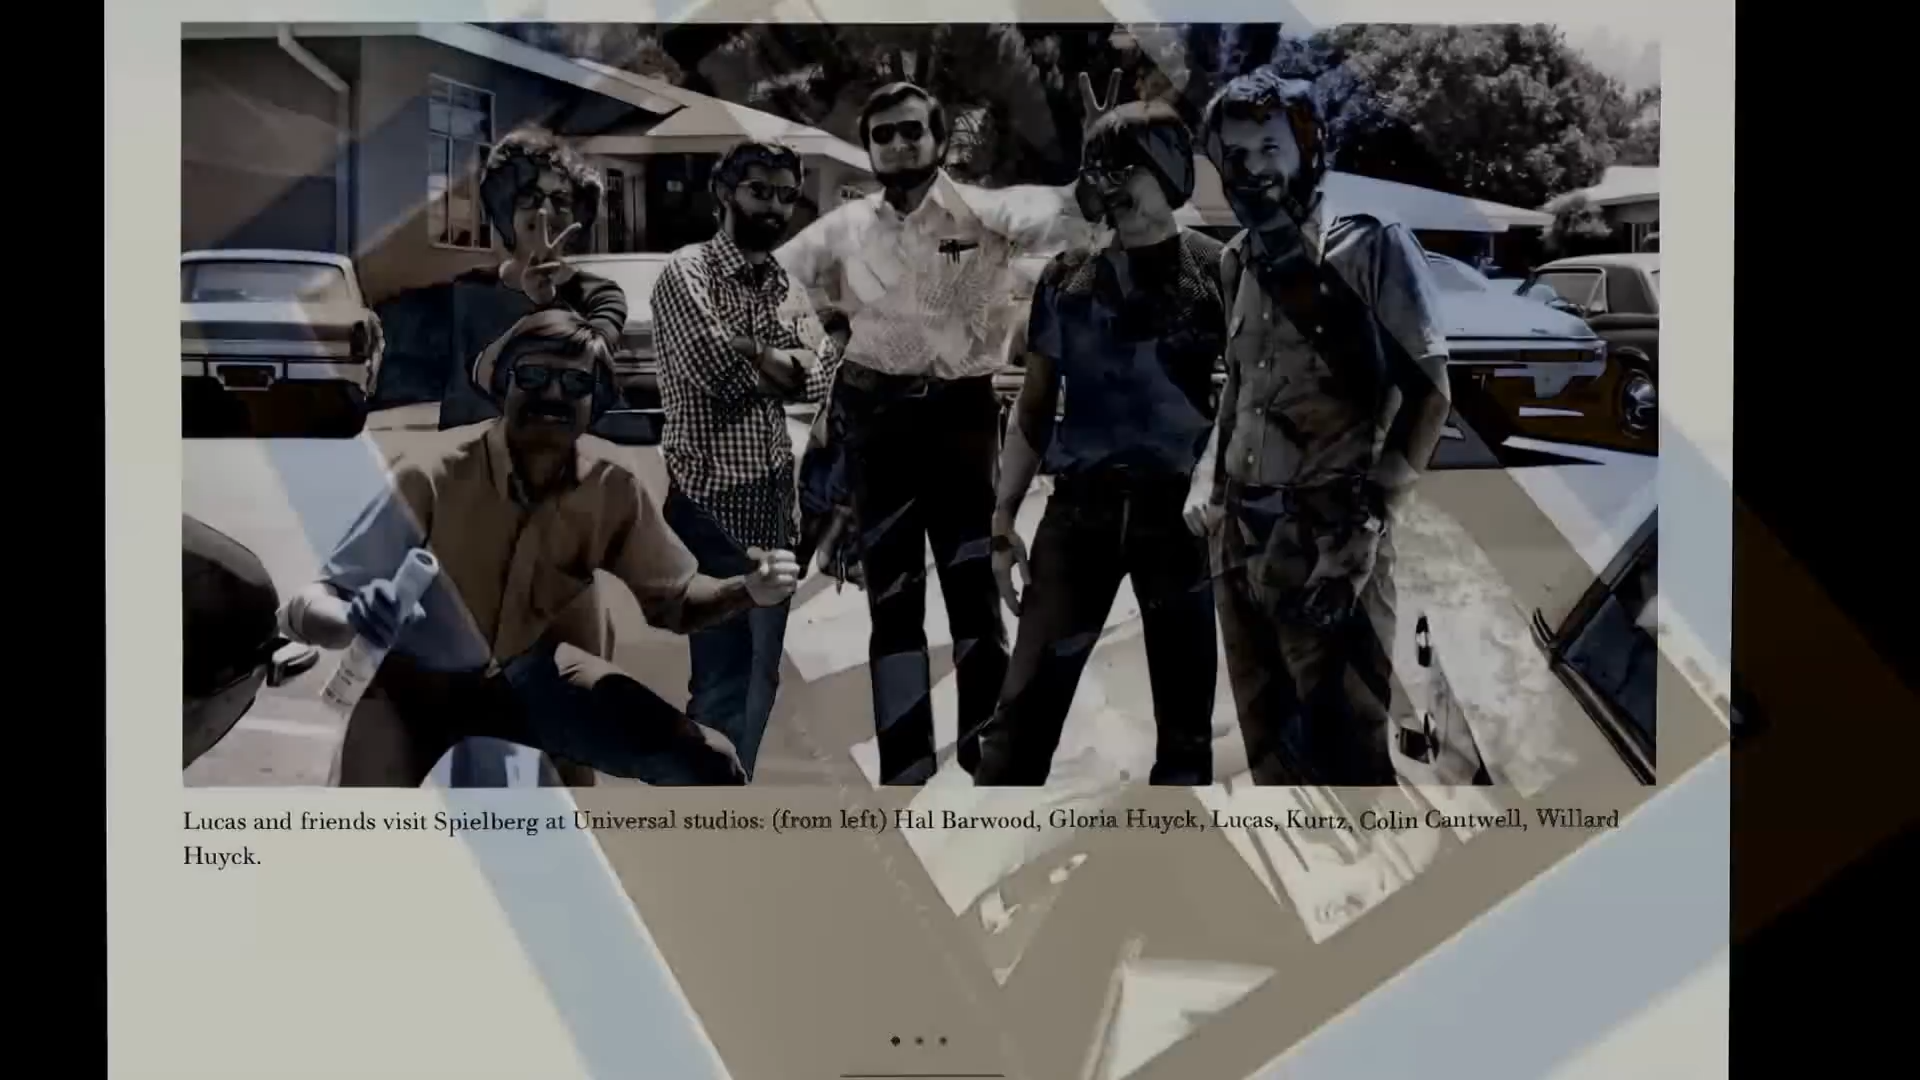 Lucas and friends visit Spielberg at Universal studios: (from left) Hal Barwood, Gloria Huyck, Lucas, Kurtz, Colin Cantwell, Willard
Huyck.